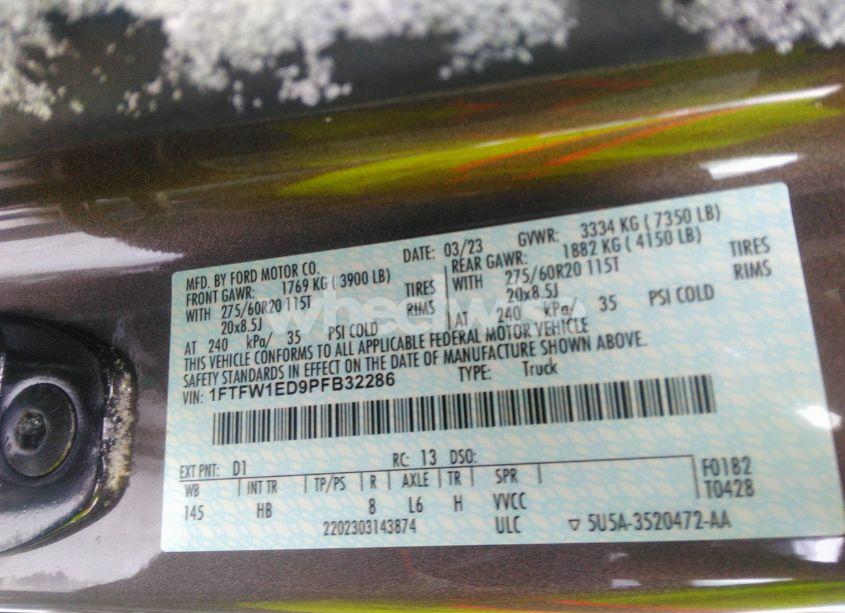 MFD. BY FORD MOTOR CO. DATE: 03/23 GVWR: 3334 KG ( 7350 LB)
FRONT GAWR: 1769 KG ( 3900 LB) REAR GAWR: 1882 KG ( 4150 LB)
WITH 275/60R20 115T TIRES WITH 275/60R20 115T TIRES
20x8.5J RIMS 20x8.5J RIMS
AT 240 kPa/ 35 PSI COLD AT 240 kPa/ 35 PSI COLD
THIS VEHICLE CONFORMS TO ALL APPLICABLE FEDERAL MOTOR VEHICLE
SAFETY STANDARDS IN EFFECT ON THE DATE OF MANUFACTURE SHOWN ABOVE.
VIN: 1FTFW1ED9PFB32286 TYPE: Truck
EXT PNT: D1 RC: 13 DSO: F0182
WB INT TR TP/PS R AXLE TR SPR T0428
145 HB 8 L6 H VVCC
2202303143874 ULC ▽ 5U5A-3520472-AA